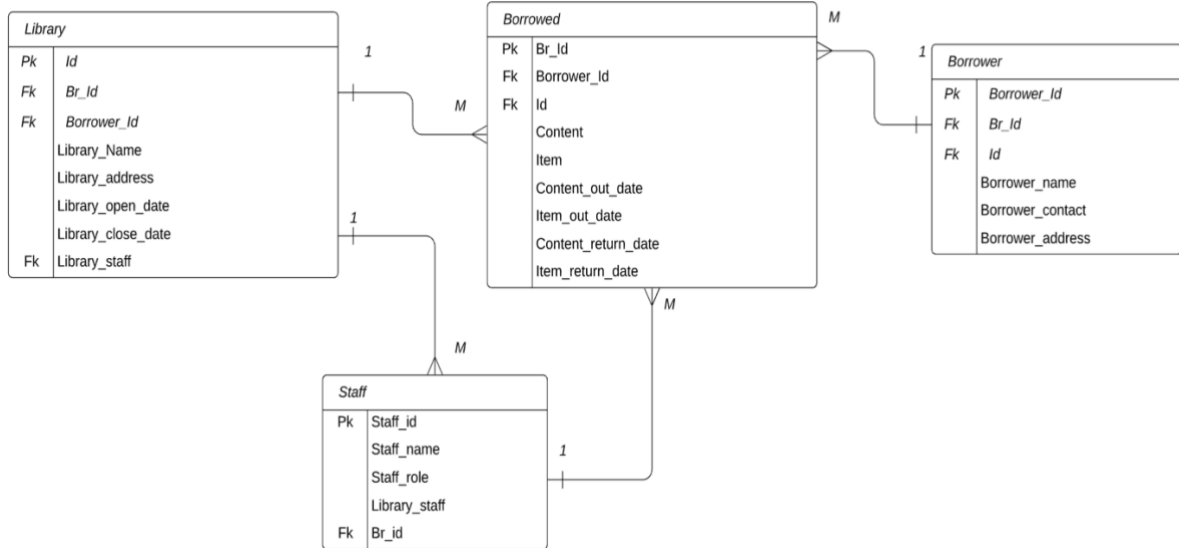 Library
Pk Id
Fk Br_Id
Fk Borrower_Id
Library_Name
Library_address
Library_open_date
Library_close_date
Fk Library_staff
1
M
1
M
Borrowed
Pk Br_Id
Fk Borrower_Id
Fk Id
Content
Item
Content_out_date
Item_out_date
Content_return_date
Item_return_date
M
1
Borrower
Pk Borrower_Id
Fk Br_Id
Fk Id
Borrower_name
Borrower_contact
Borrower_address
Staff
Pk Staff_id
Staff_name
Staff_role
Library_staff
Fk Br_id
1
M